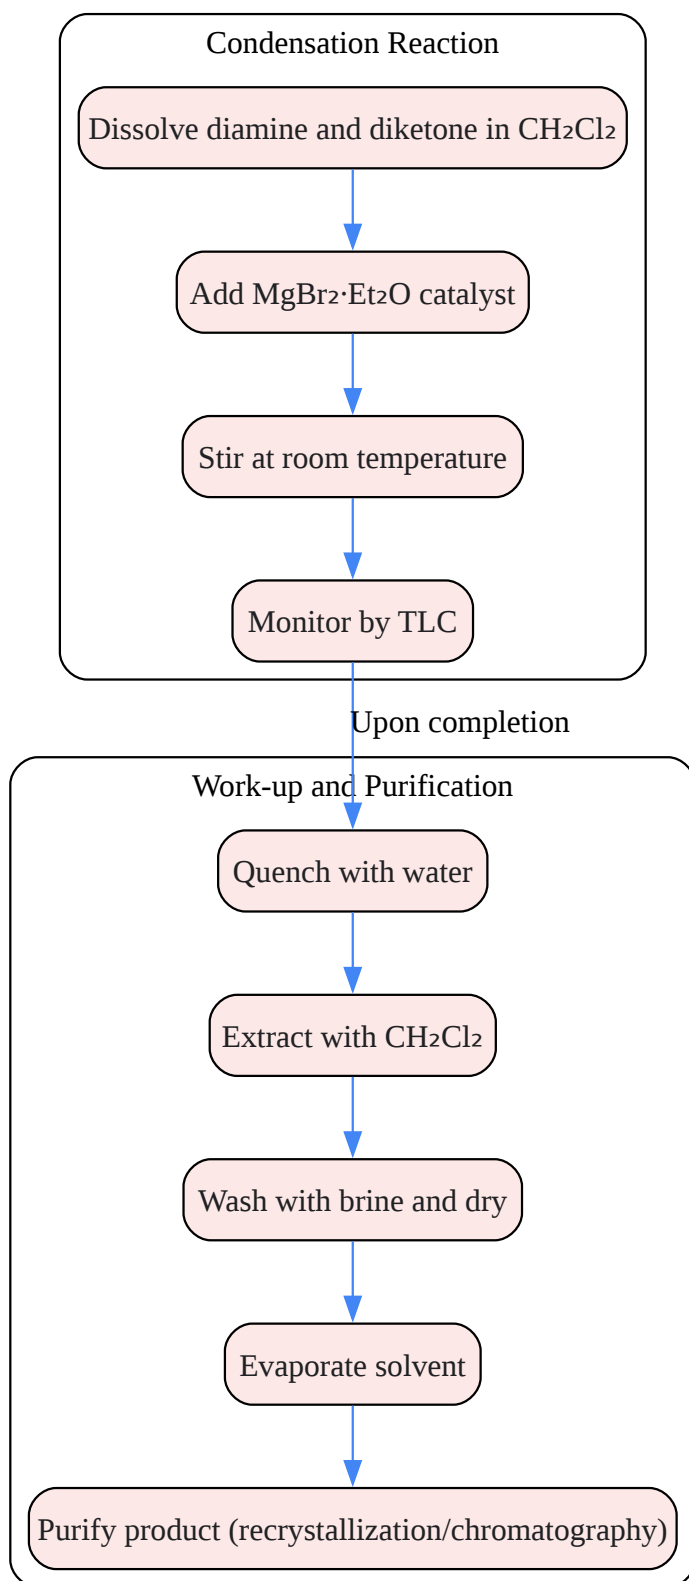 Condensation Reaction
Dissolve diamine and diketone in CH₂Cl₂
Add MgBr₂·Et₂O catalyst
Stir at room temperature
Monitor by TLC
Upon completion
Work-up and Purification
Quench with water
Extract with CH₂Cl₂
Wash with brine and dry
Evaporate solvent
Purify product (recrystallization/chromatography)